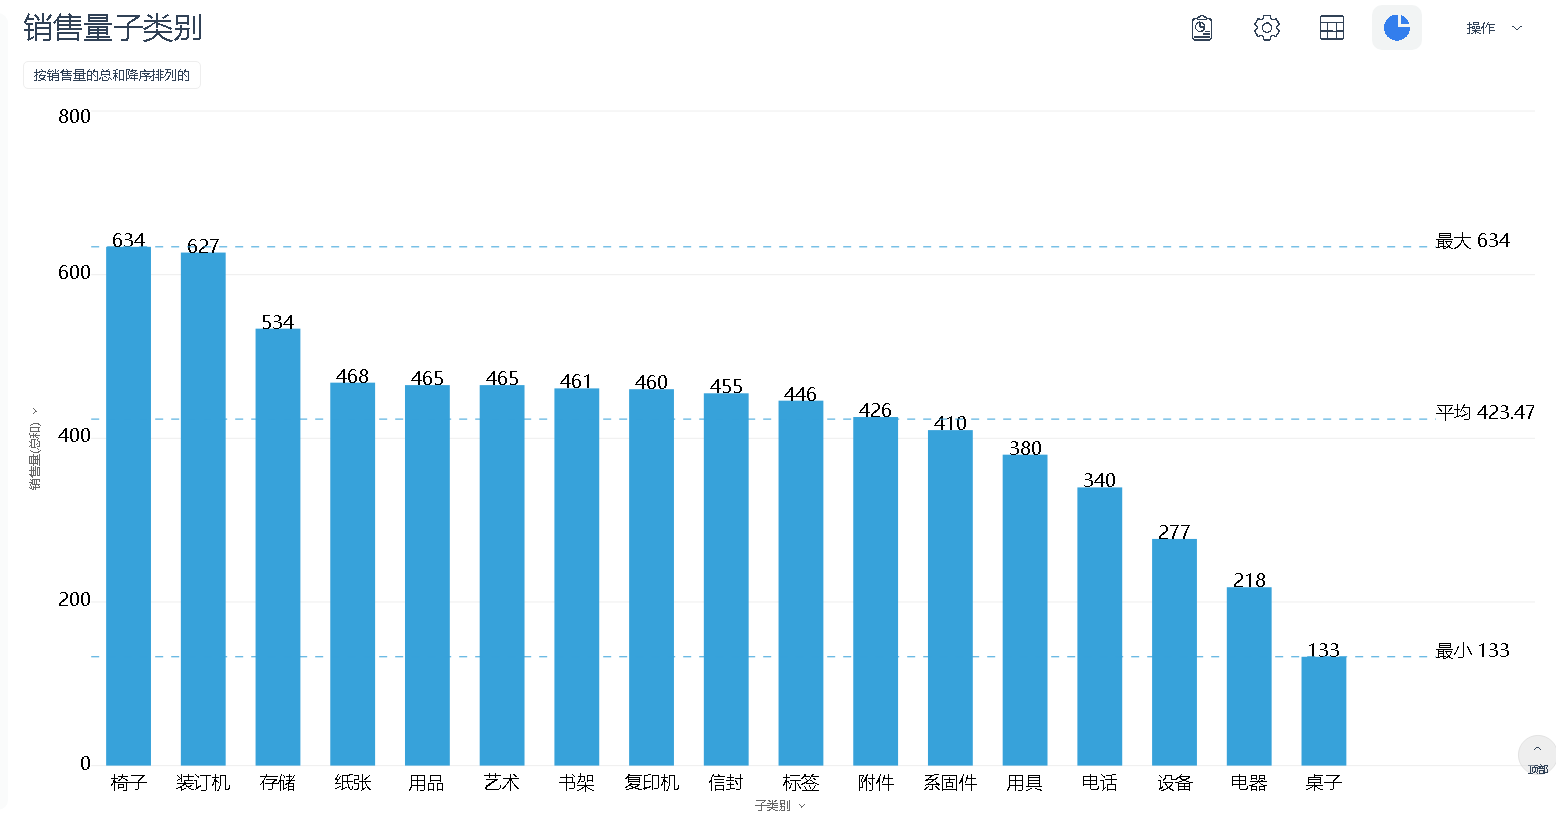 销售量子类别
操作
按销售量的总和降序排列的
800
600
400
200
0
销售量(总和)
634
627
534
468
465
465
461
460
455
446
426
410
380
340
277
218
133
最大 634
平均 423.47
最小 133
椅子
装订机
存储
纸张
用品
艺术
书架
复印机
信封
标签
附件
系固件
用具
电话
设备
电器
桌子
子类别
顶部